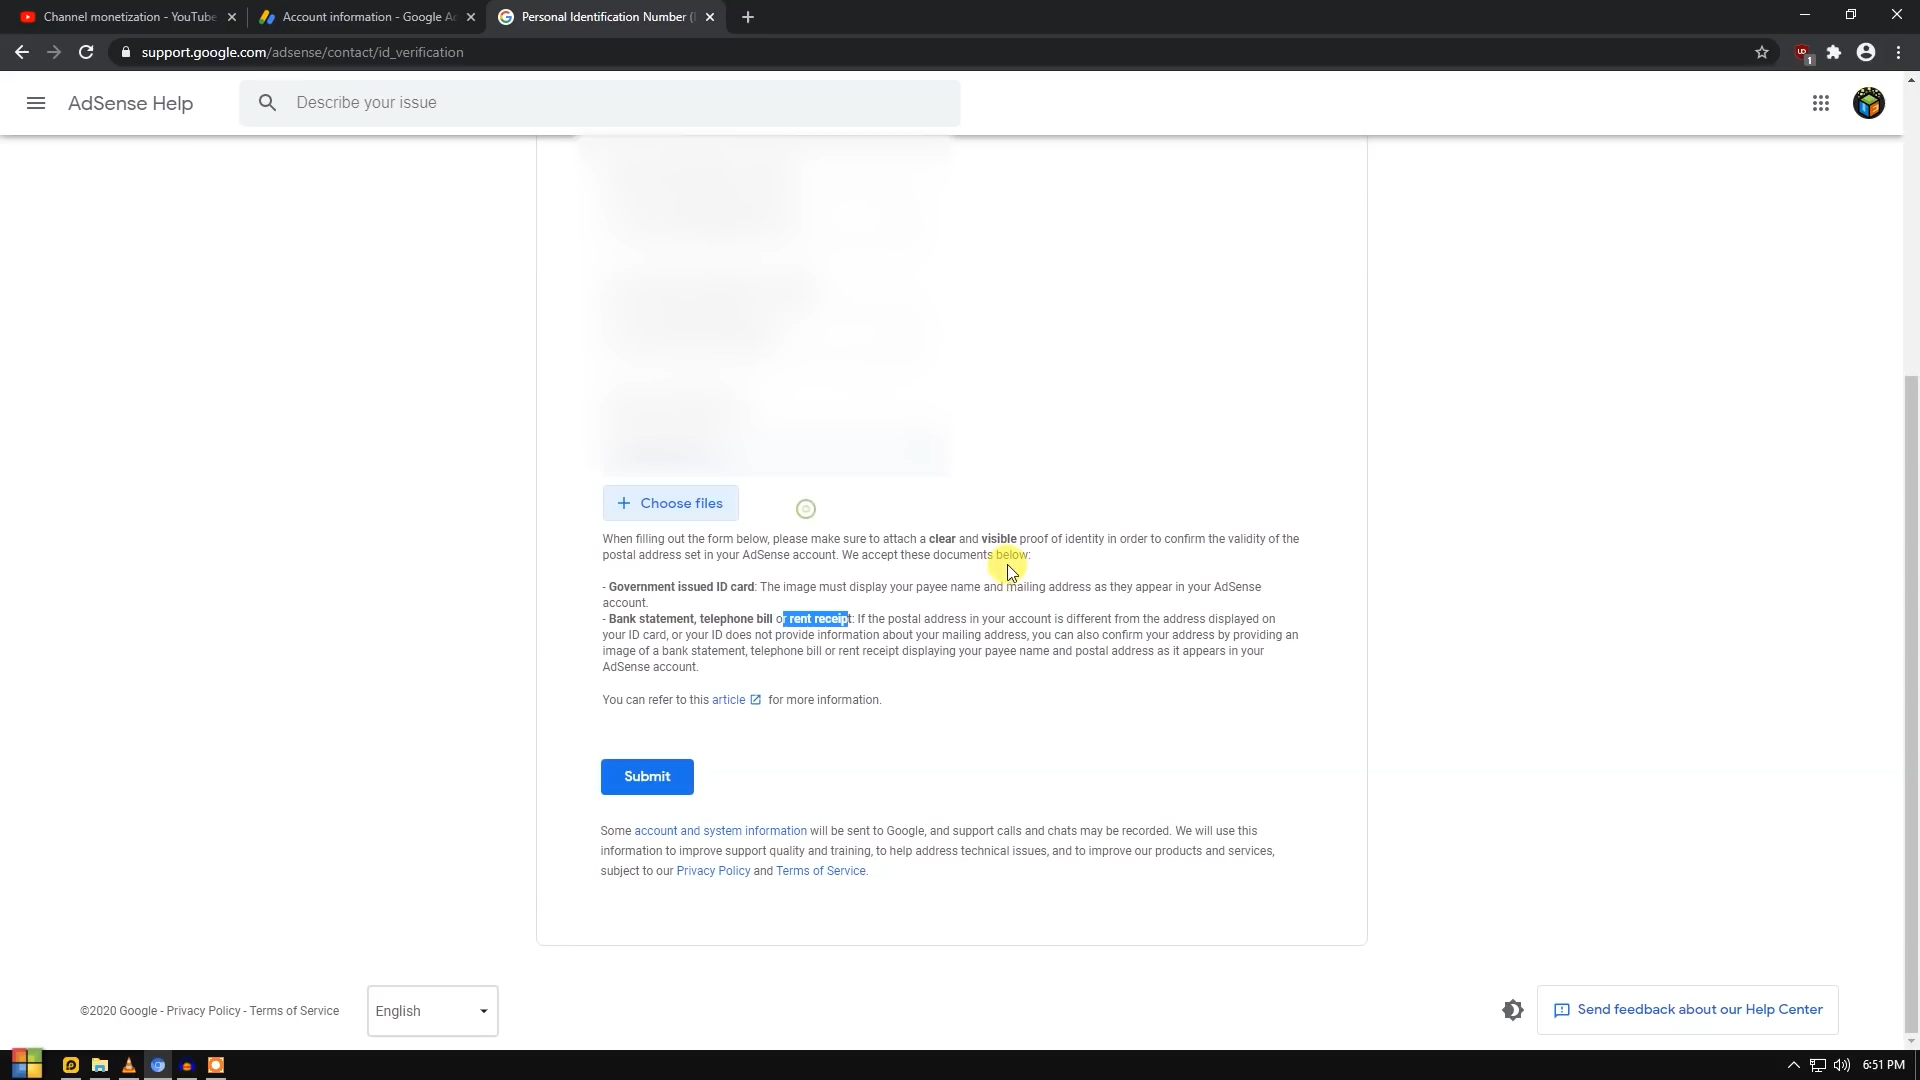 Channel monetization - YouTube
Account information - Google Ad
Personal Identification Number (
support.google.com/adsense/contact/id_verification
1
AdSense Help
Describe your issue
+ Choose files
When filling out the form below, please make sure to attach a clear and visible proof of identity in order to confirm the validity of the
postal address set in your AdSense account. We accept these documents below:
- Government issued ID card: The image must display your payee name and mailing address as they appear in your AdSense
account.
- Bank statement, telephone bill or rent receipt: If the postal address in your account is different from the address displayed on
your ID card, or your ID does not provide information about your mailing address, you can also confirm your address by providing an
image of a bank statement, telephone bill or rent receipt displaying your payee name and postal address as it appears in your
AdSense account.
You can refer to this article for more information.
Submit
Some account and system information will be sent to Google, and support calls and chats may be recorded. We will use this
information to improve support quality and training, to help address technical issues, and to improve our products and services,
subject to our Privacy Policy and Terms of Service.
©2020 Google - Privacy Policy - Terms of Service
English
Send feedback about our Help Center
6:51 PM